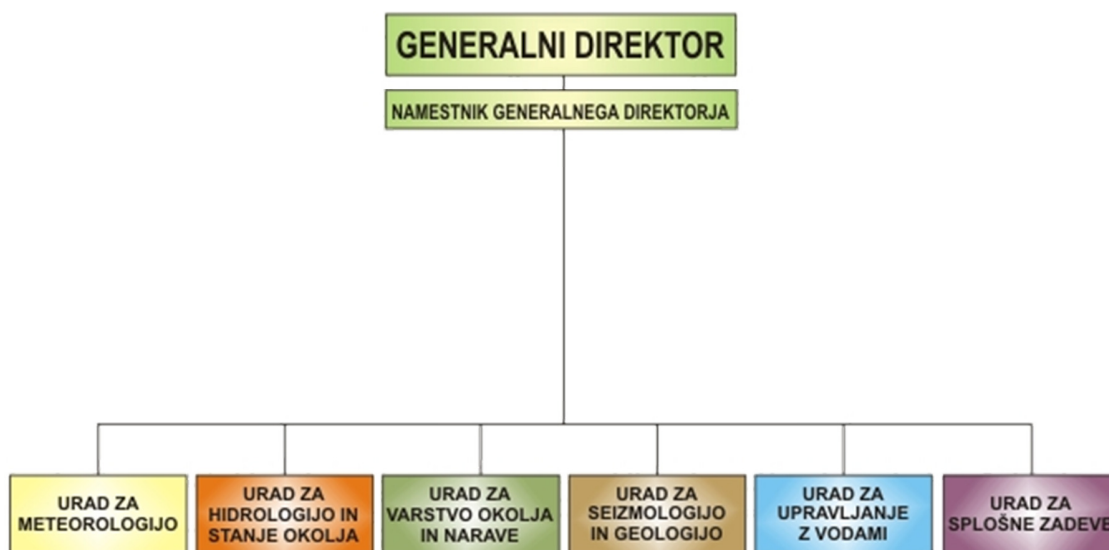 GENERALNI DIREKTOR
NAMESTNIK GENERALNEGA DIREKTORJA
URAD ZA
METEOROLOGIJO
URAD ZA
HIDROLOGIJO IN
STANJE OKOLJA
URAD ZA
VARSTVO OKOLJA
IN NARAVE
URAD ZA
SEIZMOLOGIJO
IN GEOLOGIJO
URAD ZA
UPRAVLJANJE
Z VODAMI
URAD ZA
SPLOŠNE ZADEVE